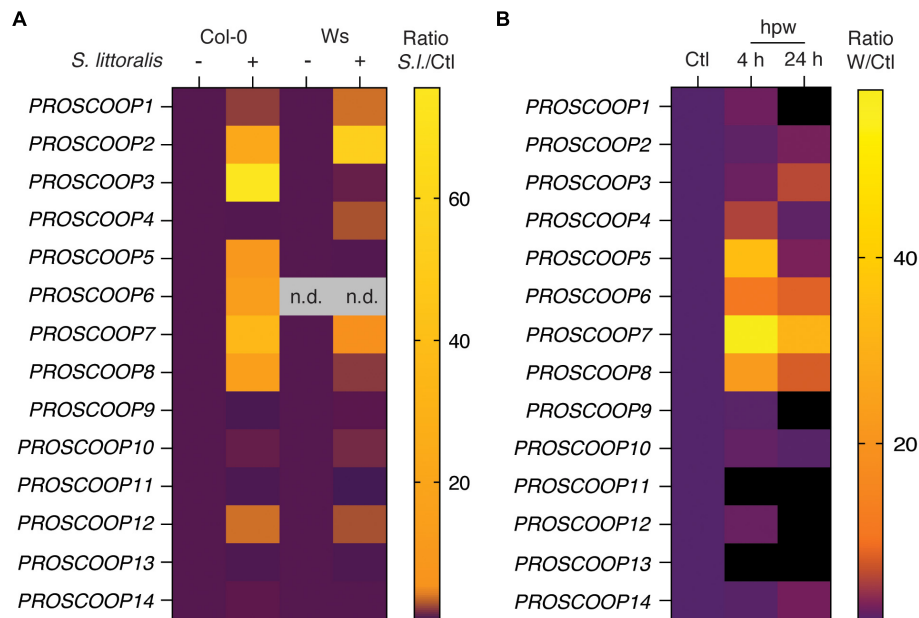 A
Col-0 Ws Ratio
S. littoralis - + - + S.l./Ctl
PROSCOOP1
PROSCOOP2
PROSCOOP3
PROSCOOP4
PROSCOOP5
PROSCOOP6 n.d. n.d.
PROSCOOP7
PROSCOOP8
PROSCOOP9
PROSCOOP10
PROSCOOP11
PROSCOOP12
PROSCOOP13
PROSCOOP14
60
40
20
B
hpw Ratio
Ctl 4 h 24 h W/Ctl
PROSCOOP1
PROSCOOP2
PROSCOOP3
PROSCOOP4
PROSCOOP5
PROSCOOP6
PROSCOOP7
PROSCOOP8
PROSCOOP9
PROSCOOP10
PROSCOOP11
PROSCOOP12
PROSCOOP13
PROSCOOP14
40
20